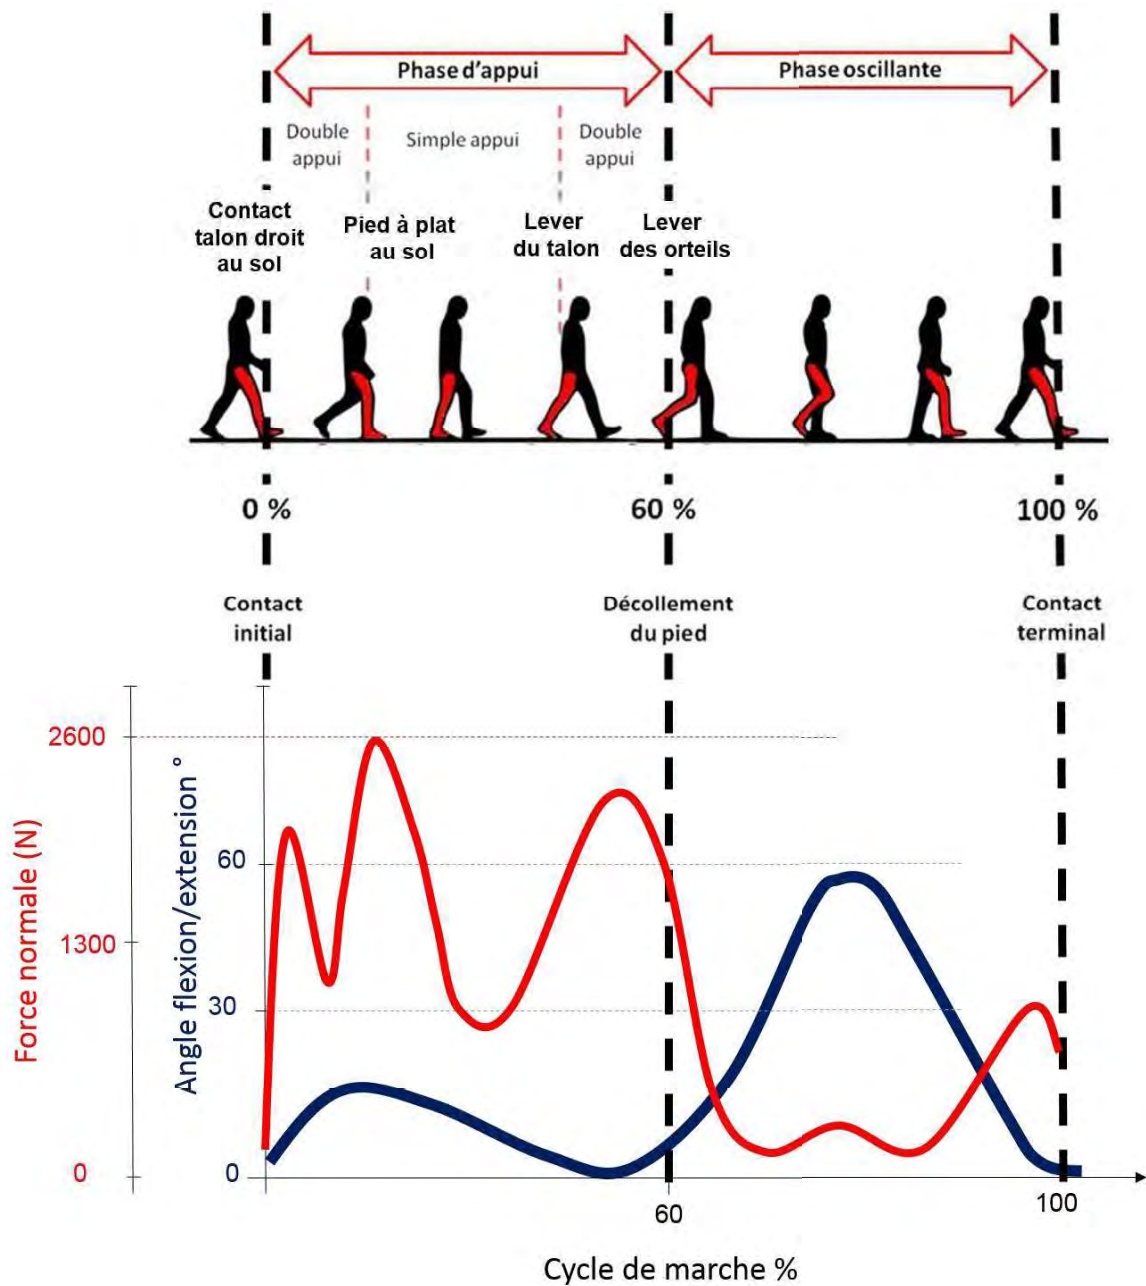 Phase d'appui
Phase oscillante
Double
appui
Simple appui
Double
appui
Contact
talon droit
au sol
Pied à plat
au sol
Lever
du talon
Lever
des orteils
0 %
60 %
100 %
Contact
initial
Décollement
du pied
Contact
terminal
2600
1300
0
Force normale (N)
60
30
0
Angle flexion/extension °
60
100
Cycle de marche %